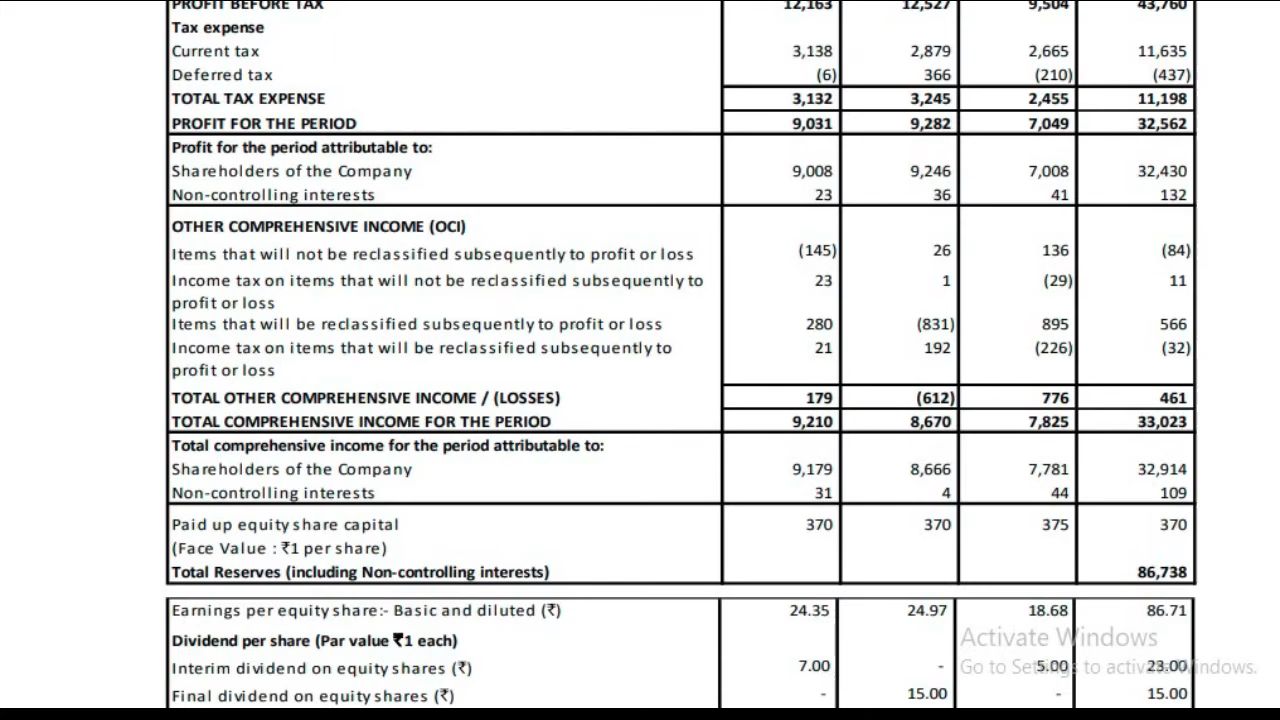 PROFIT BEFORE TAX 12,163 12,527 9,504 43,760
Tax expense
Current tax 3,138 2,879 2,665 11,635
Deferred tax (6) 366 (210) (437)
TOTAL TAX EXPENSE 3,132 3,245 2,455 11,198
PROFIT FOR THE PERIOD 9,031 9,282 7,049 32,562
Profit for the period attributable to:
Shareholders of the Company 9,008 9,246 7,008 32,430
Non-controlling interests 23 36 41 132
OTHER COMPREHENSIVE INCOME (OCI)
Items that will not be reclassified subsequently to profit or loss (145) 26 136 (84)
Income tax on items that will not be reclassified subsequently to 23 1 (29) 11
profit or loss
Items that will be reclassified subsequently to profit or loss 280 (831) 895 566
Income tax on items that will be reclassified subsequently to 21 192 (226) (32)
profit or loss
TOTAL OTHER COMPREHENSIVE INCOME / (LOSSES) 179 (612) 776 461
TOTAL COMPREHENSIVE INCOME FOR THE PERIOD 9,210 8,670 7,825 33,023
Total comprehensive income for the period attributable to:
Shareholders of the Company 9,179 8,666 7,781 32,914
Non-controlling interests 31 4 44 109
Paid up equity share capital 370 370 375 370
(Face Value : ₹1 per share)
Total Reserves (including Non-controlling interests) 86,738
Earnings per equity share:- Basic and diluted (₹) 24.35 24.97 18.68 86.71
Dividend per share (Par value ₹1 each)
Activate Windows
Interim dividend on equity shares (₹) 7.00 - 5.00 23.00
Go to Settings to activate Windows.
Final dividend on equity shares (₹) - 15.00 - 15.00